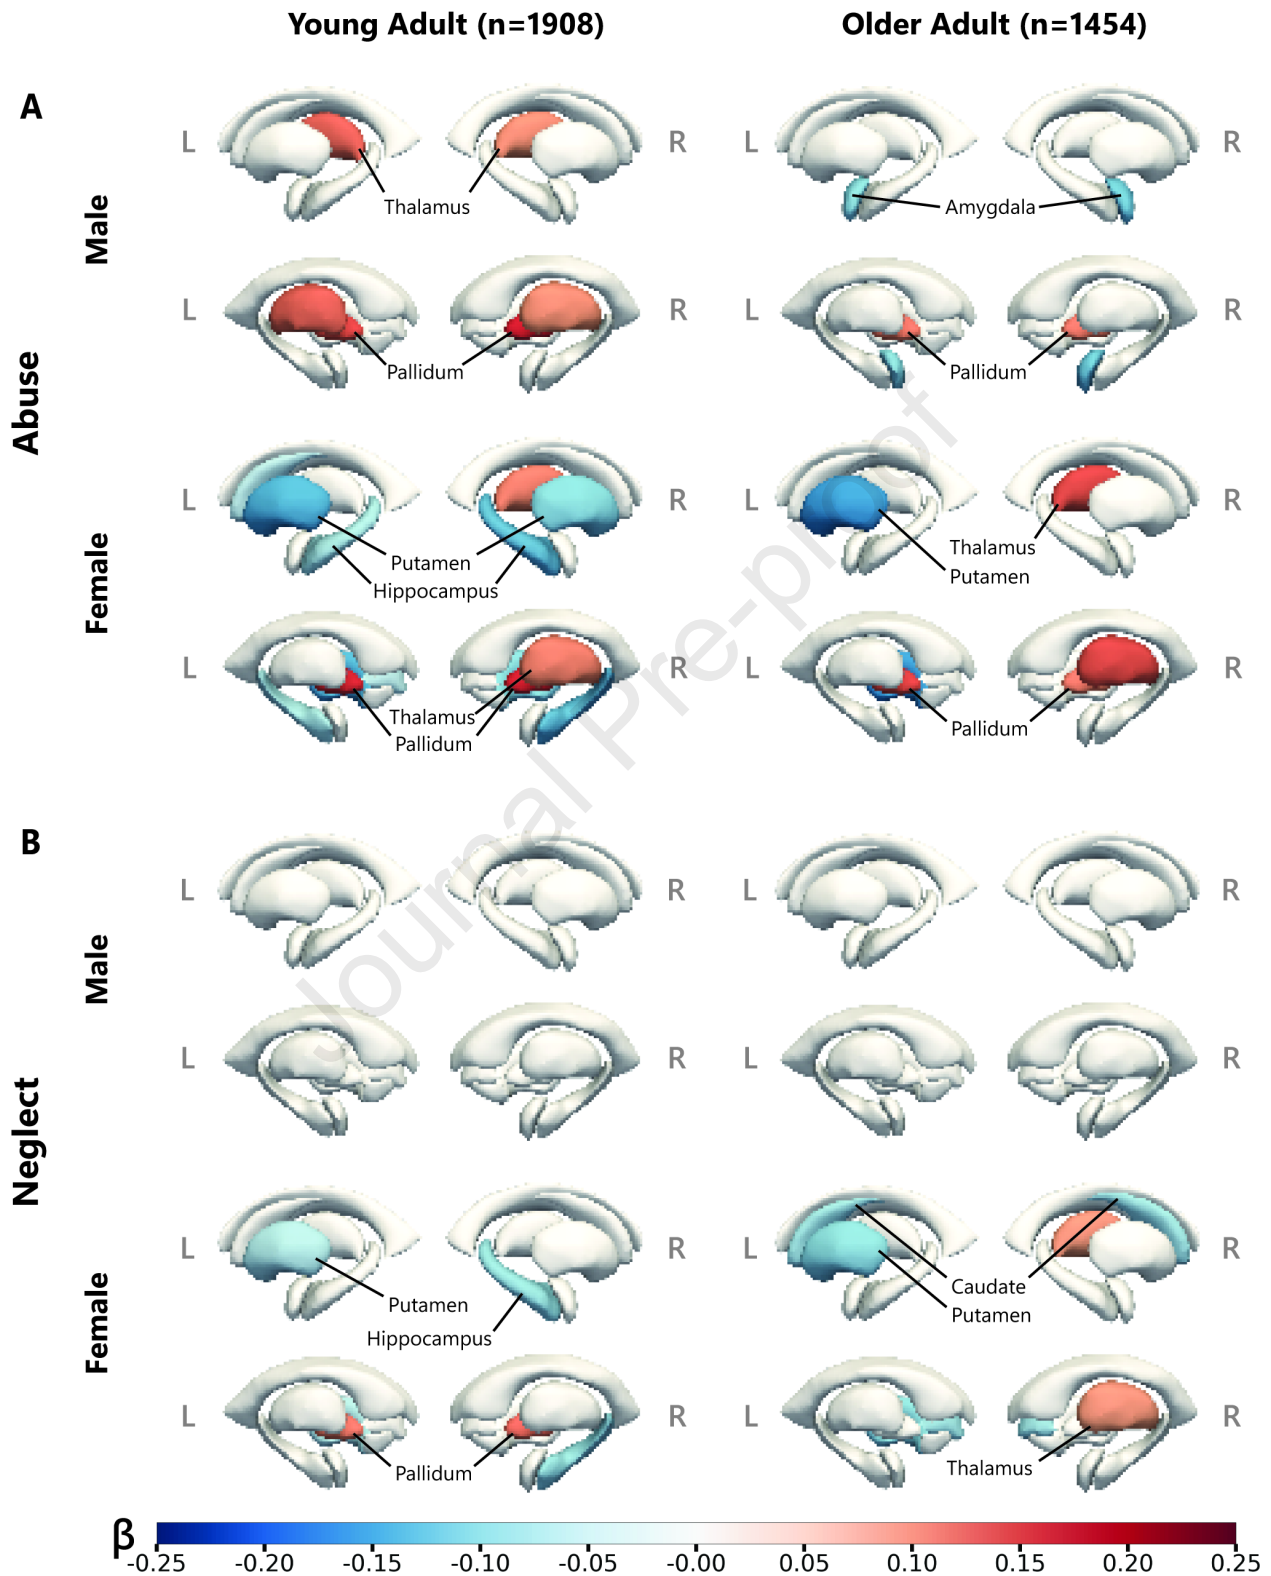 Young Adult (n=1908)
Older Adult (n=1454)
A
Abuse
Male
L
R
Thalamus
L
R
Amygdala
L
R
Pallidum
L
R
Pallidum
Female
L
R
Putamen
Hippocampus
L
R
Thalamus
Putamen
L
R
Thalamus
Pallidum
L
R
Pallidum
B
Neglect
Male
L
R
L
R
L
R
L
R
Female
L
R
Putamen
Hippocampus
L
R
Caudate
Putamen
L
R
Pallidum
L
R
Thalamus
β
-0.25 -0.20 -0.15 -0.10 -0.05 -0.00 0.05 0.10 0.15 0.20 0.25
Journal Pre-proof